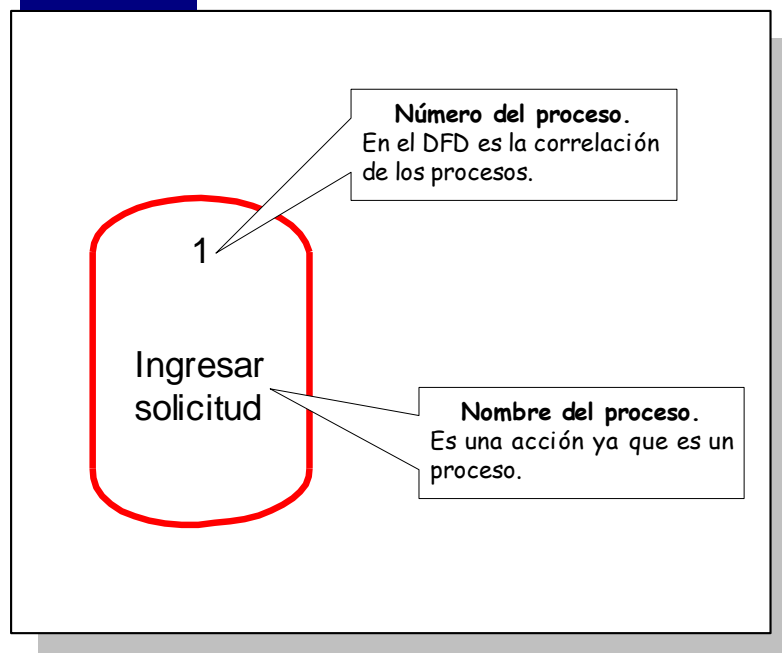 Número del proceso.
En el DFD es la correlación
de los procesos.
1
Ingresar
solicitud
Nombre del proceso.
Es una acción ya que es un
proceso.